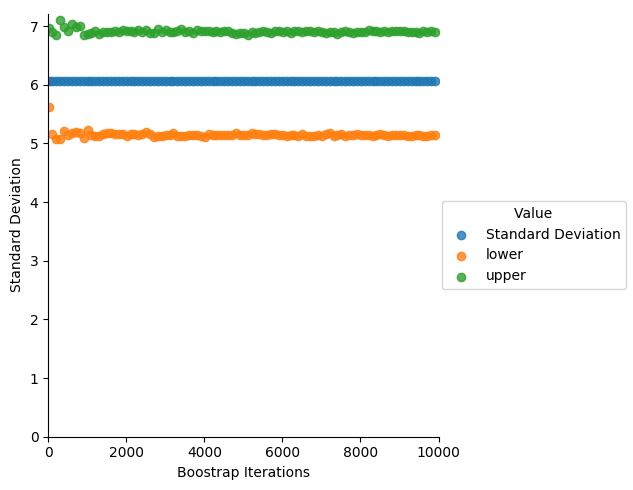 7
6
5
4
3
2
1
0
Standard Deviation
0
2000
4000
6000
8000
10000
Boostrap Iterations
Value
Standard Deviation
lower
upper